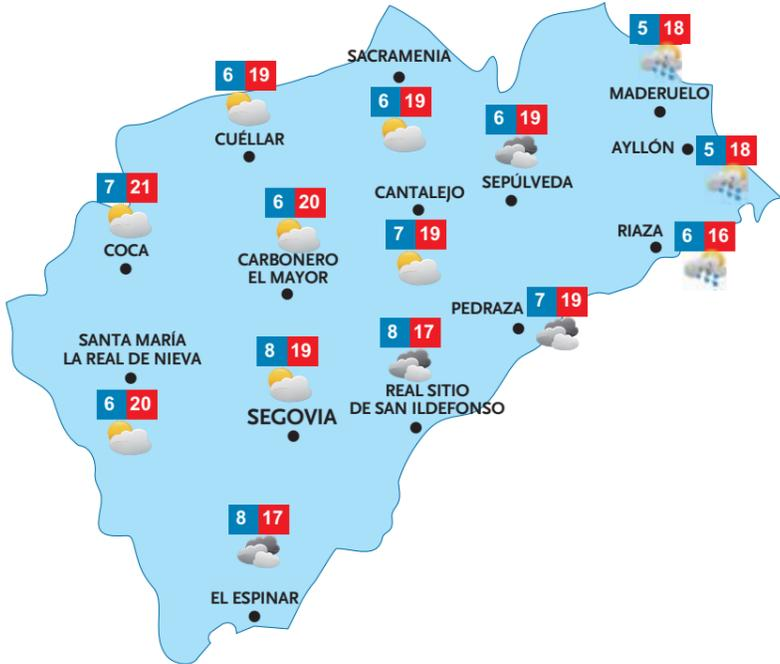 5 18
MADERUELO
SACRAMENIA
6 19
6 19
CUÉLLAR
6 19
SEPÚLVEDA
AYLLÓN
5 18
7 21
COCA
6 20
CARBONERO
EL MAYOR
CANTALEJO
7 19
RIAZA
6 16
PEDRAZA
7 19
SANTA MARÍA
LA REAL DE NIEVA
6 20
8 19
SEGOVIA
8 17
REAL SITIO
DE SAN ILDEFONSO
8 17
EL ESPINAR